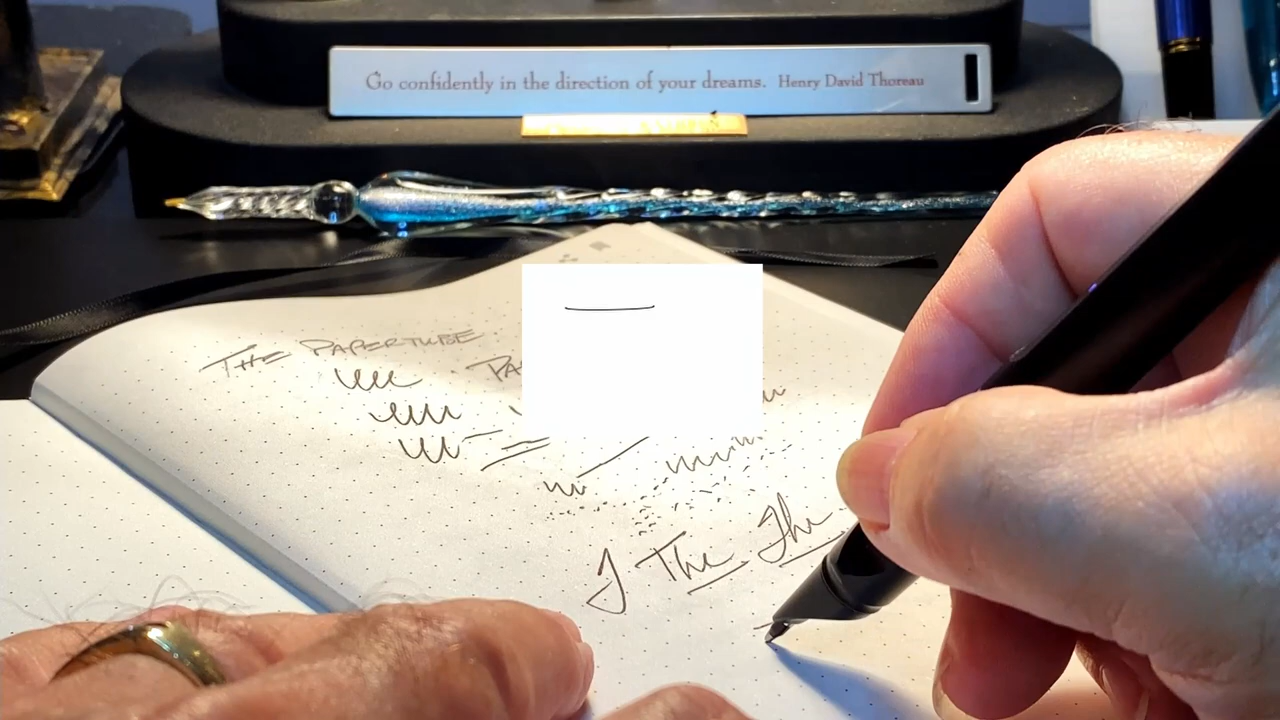 Go confidently in the direction of your dreams. Henry David Thoreau
THE PAPERTUBE
J The The